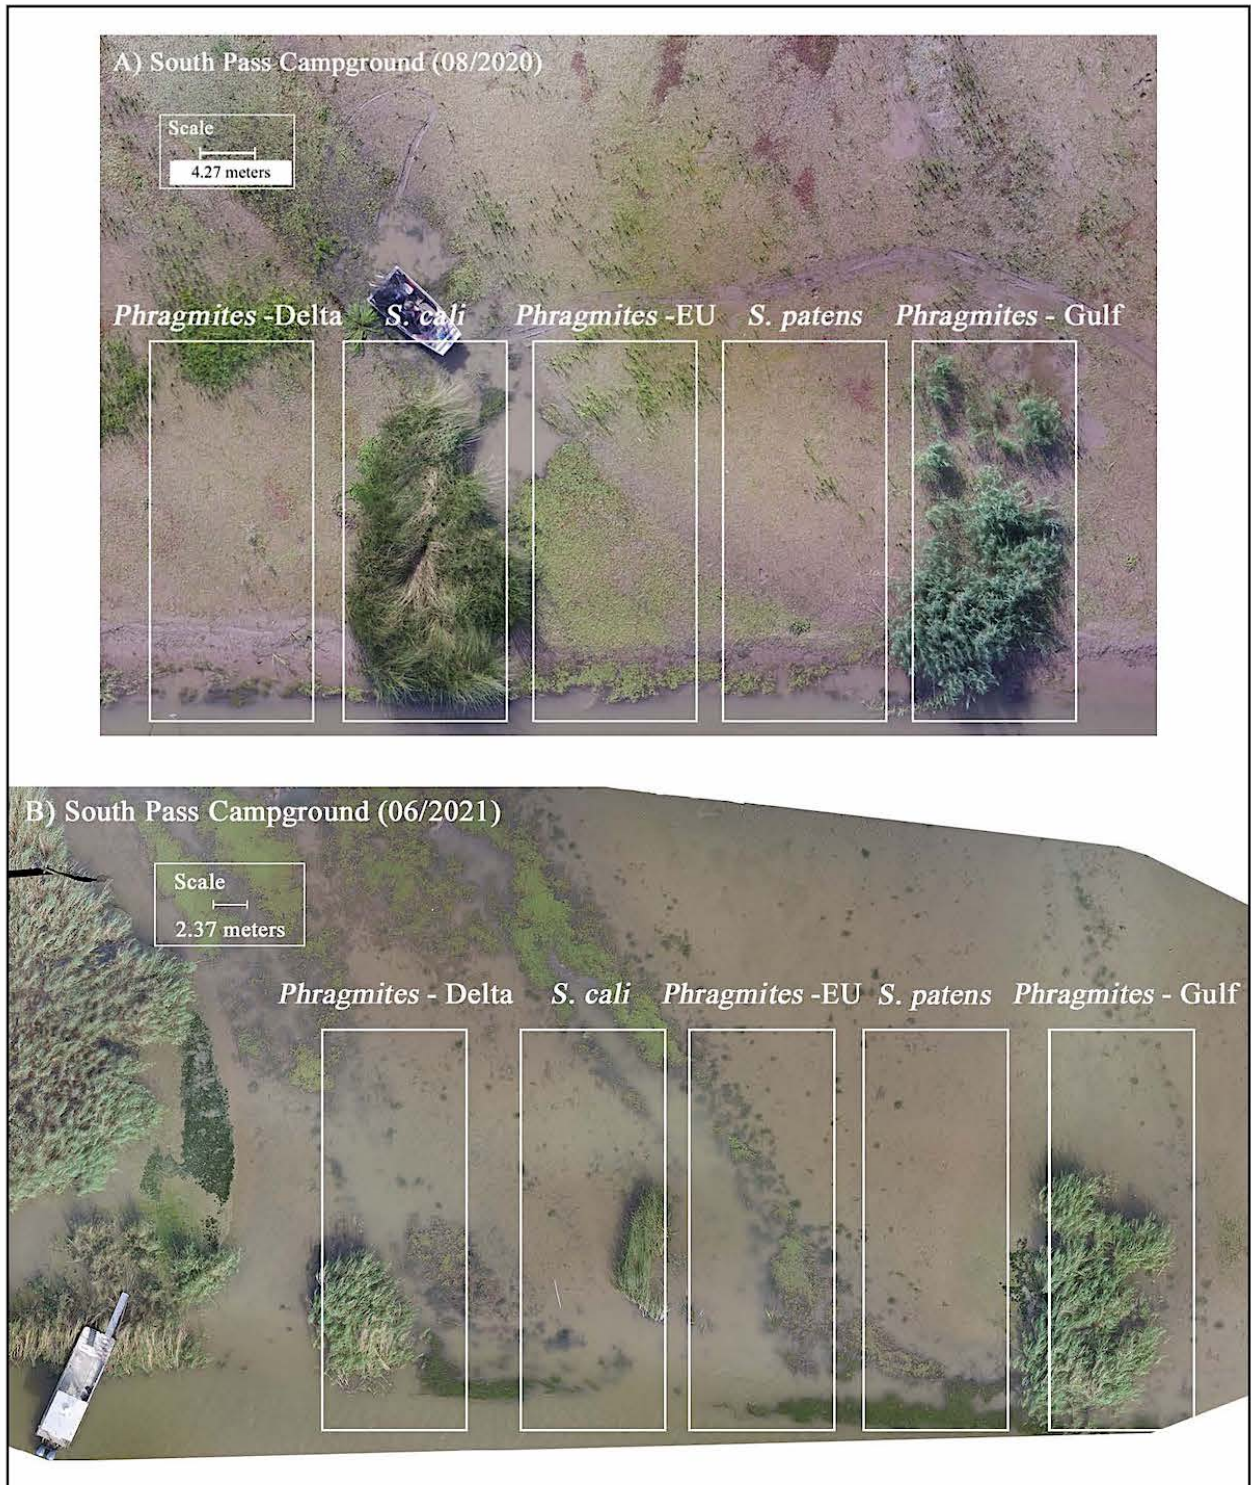 A) South Pass Campground (08/2020)
Scale
4.27 meters
Phragmites -Delta S. cali Phragmites -EU S. patens Phragmites - Gulf
B) South Pass Campground (06/2021)
Scale
2.37 meters
Phragmites - Delta S. cali Phragmites -EU S. patens Phragmites - Gulf